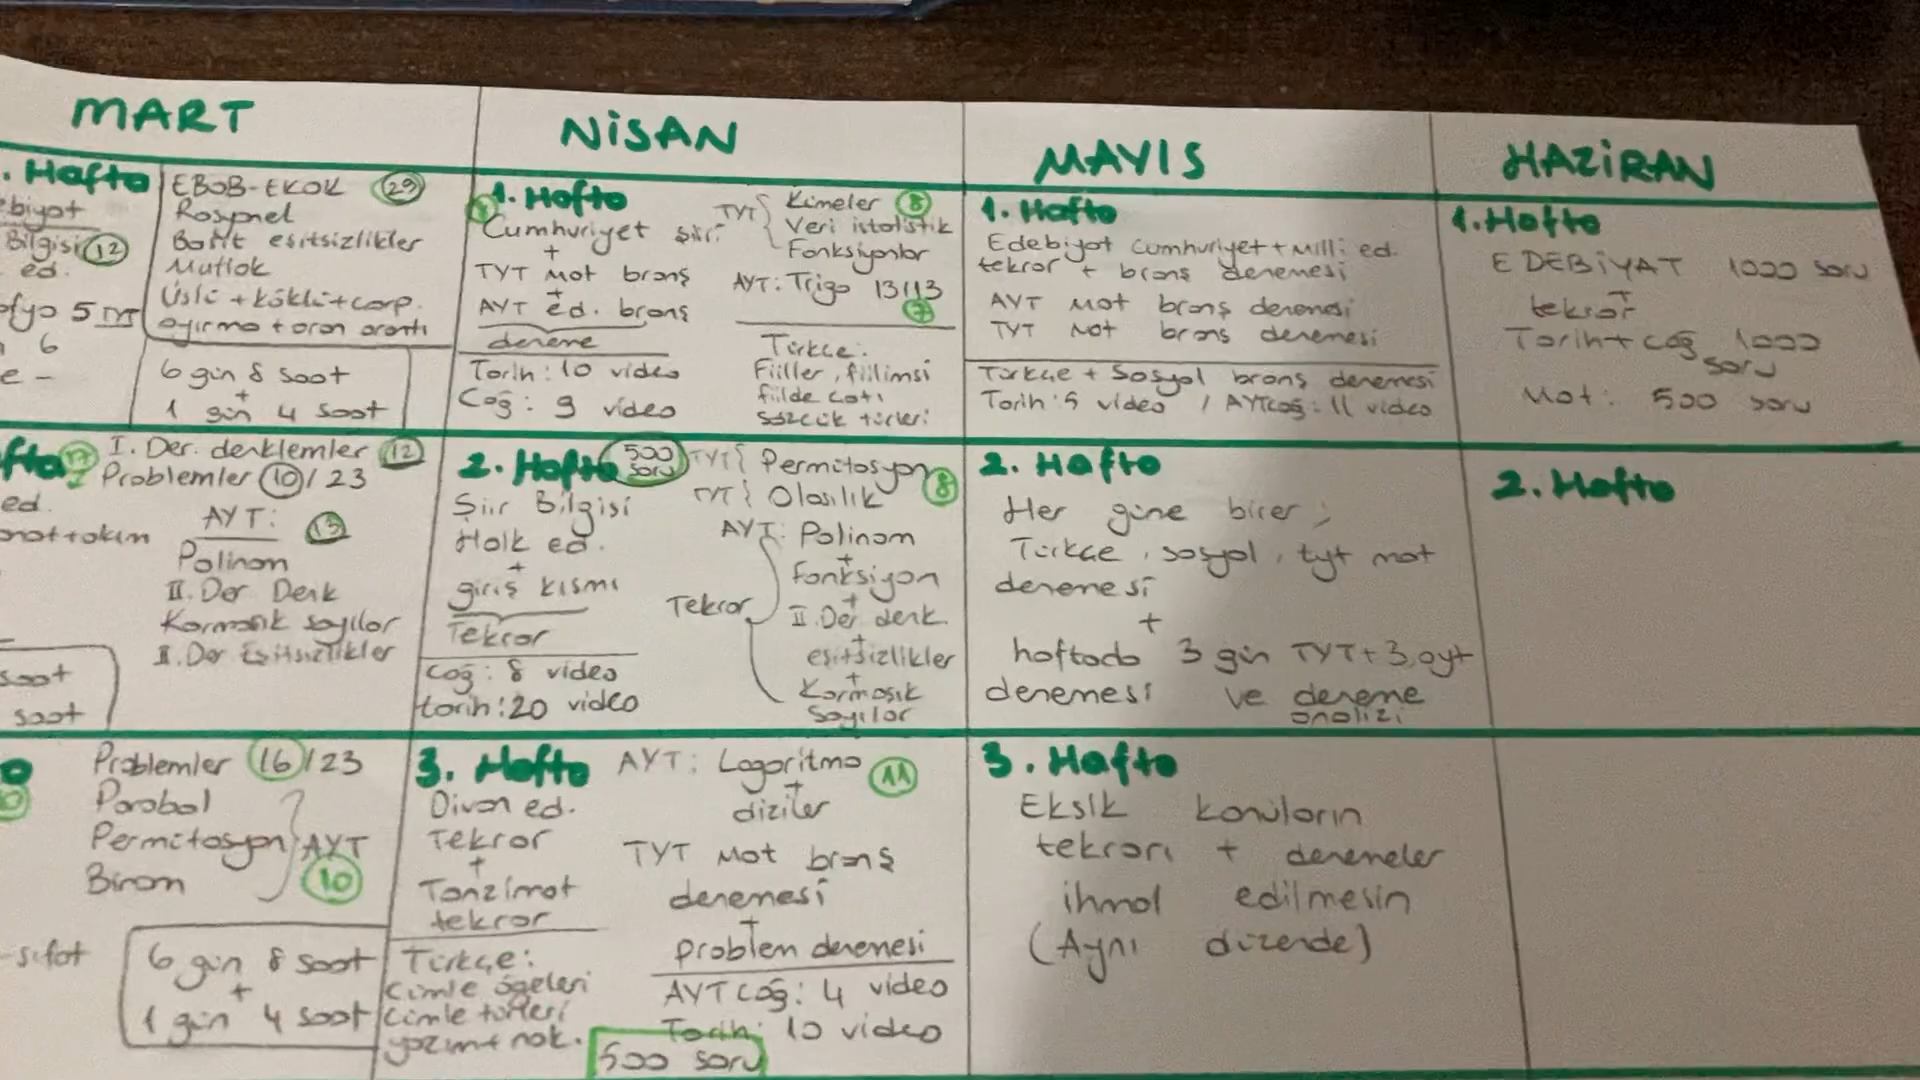 MART
. Hafta
Bilgisi 12
ed.
5 TYT
6
EBOB-EKOK 29
Rasyonel
Basit eşitsizlikler
Mutlak
Üslü + köklü + çarp.
ayırma + oran orantı
6 gün 8 saat
+
1 gün 4 saat
I. Der. denklemler 12
Problemler 10/23
ed.
AYT: 13
Polinom
II. Der Denk
Karmaşık sayılar
II. Der Eşitsizlikler
saat
saat
Problemler 16/23
Parabol
Permütasyon
Binom
AYT
10
-sıfat
6 gün 8 saat
+
1 gün 4 saat
NİSAN
1. Hafta
Cumhuriyet şiiri
+
TYT Mat branş
+
AYT ed. branş
deneme
Tarih: 10 video
Coğ: 9 video
TYT
Kümeler 8
Veri istatistik
Fonksiyonlar
AYT: Trigo 13/13
7
Türkçe:
Fiiller, fiilimsi
fiilde çatı
sözcük türleri
2. Hafta 500 soru
Şiir Bilgisi
Halk ed.
+
giriş kısmı
Tekrar
Coğ: 8 video
tarih: 20 video
TYT Permütasyon
TYT Olasılık 8
AYT: Polinom
+
fonksiyon
+
II. Der denk.
+
eşitsizlikler
+
Karmaşık
Sayılar
Tekrar
3. Hafta
Divan ed.
Tekrar
+
Tanzimat
tekrar
Türkçe:
Cümle ögeleri
Cümle türleri
yazım + nok.
AYT: Logaritma 11
+
diziler
TYT Mat branş
denemesi
+
problem denemesi
AYT coğ: 4 video
Tarih: 10 video
500 soru
MAYIS
1. Hafta
Edebiyat Cumhuriyet + Milli ed.
tekrar + branş denemesi
AYT Mat branş denemesi
TYT Mat branş denemesi
Türkçe + Sosyal branş denemesi
Tarih: 5 video / AYT coğ: 11 video
2. Hafta
Her güne birer;
Türkçe, sosyal, tyt mat
denemesi
+
haftada 3 gün TYT + 3 ayt
denemesi ve deneme
analizi
3. Hafta
Eksik konuların
tekrarı + denemeler
ihmal edilmesin
(Aynı düzende)
HAZİRAN
1. Hafta
EDEBİYAT 1000 soru
+
tekrar
Tarih + coğ 1000
soru
Mat: 500 soru
2. Hafta